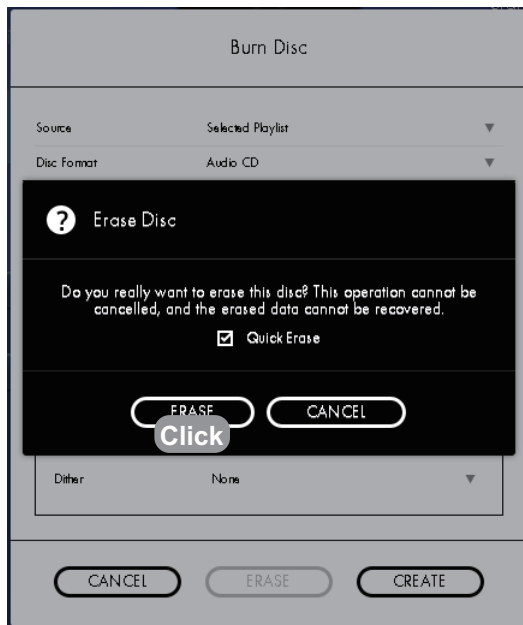 Burn Disc
Source Selected Playlist
Disc Format Audio CD
? Erase Disc
Do you really want to erase this disc? This operation cannot be
cancelled, and the erased data cannot be recovered.
Quick Erase
ERASE CANCEL
Click
Dither None
CANCEL ERASE CREATE